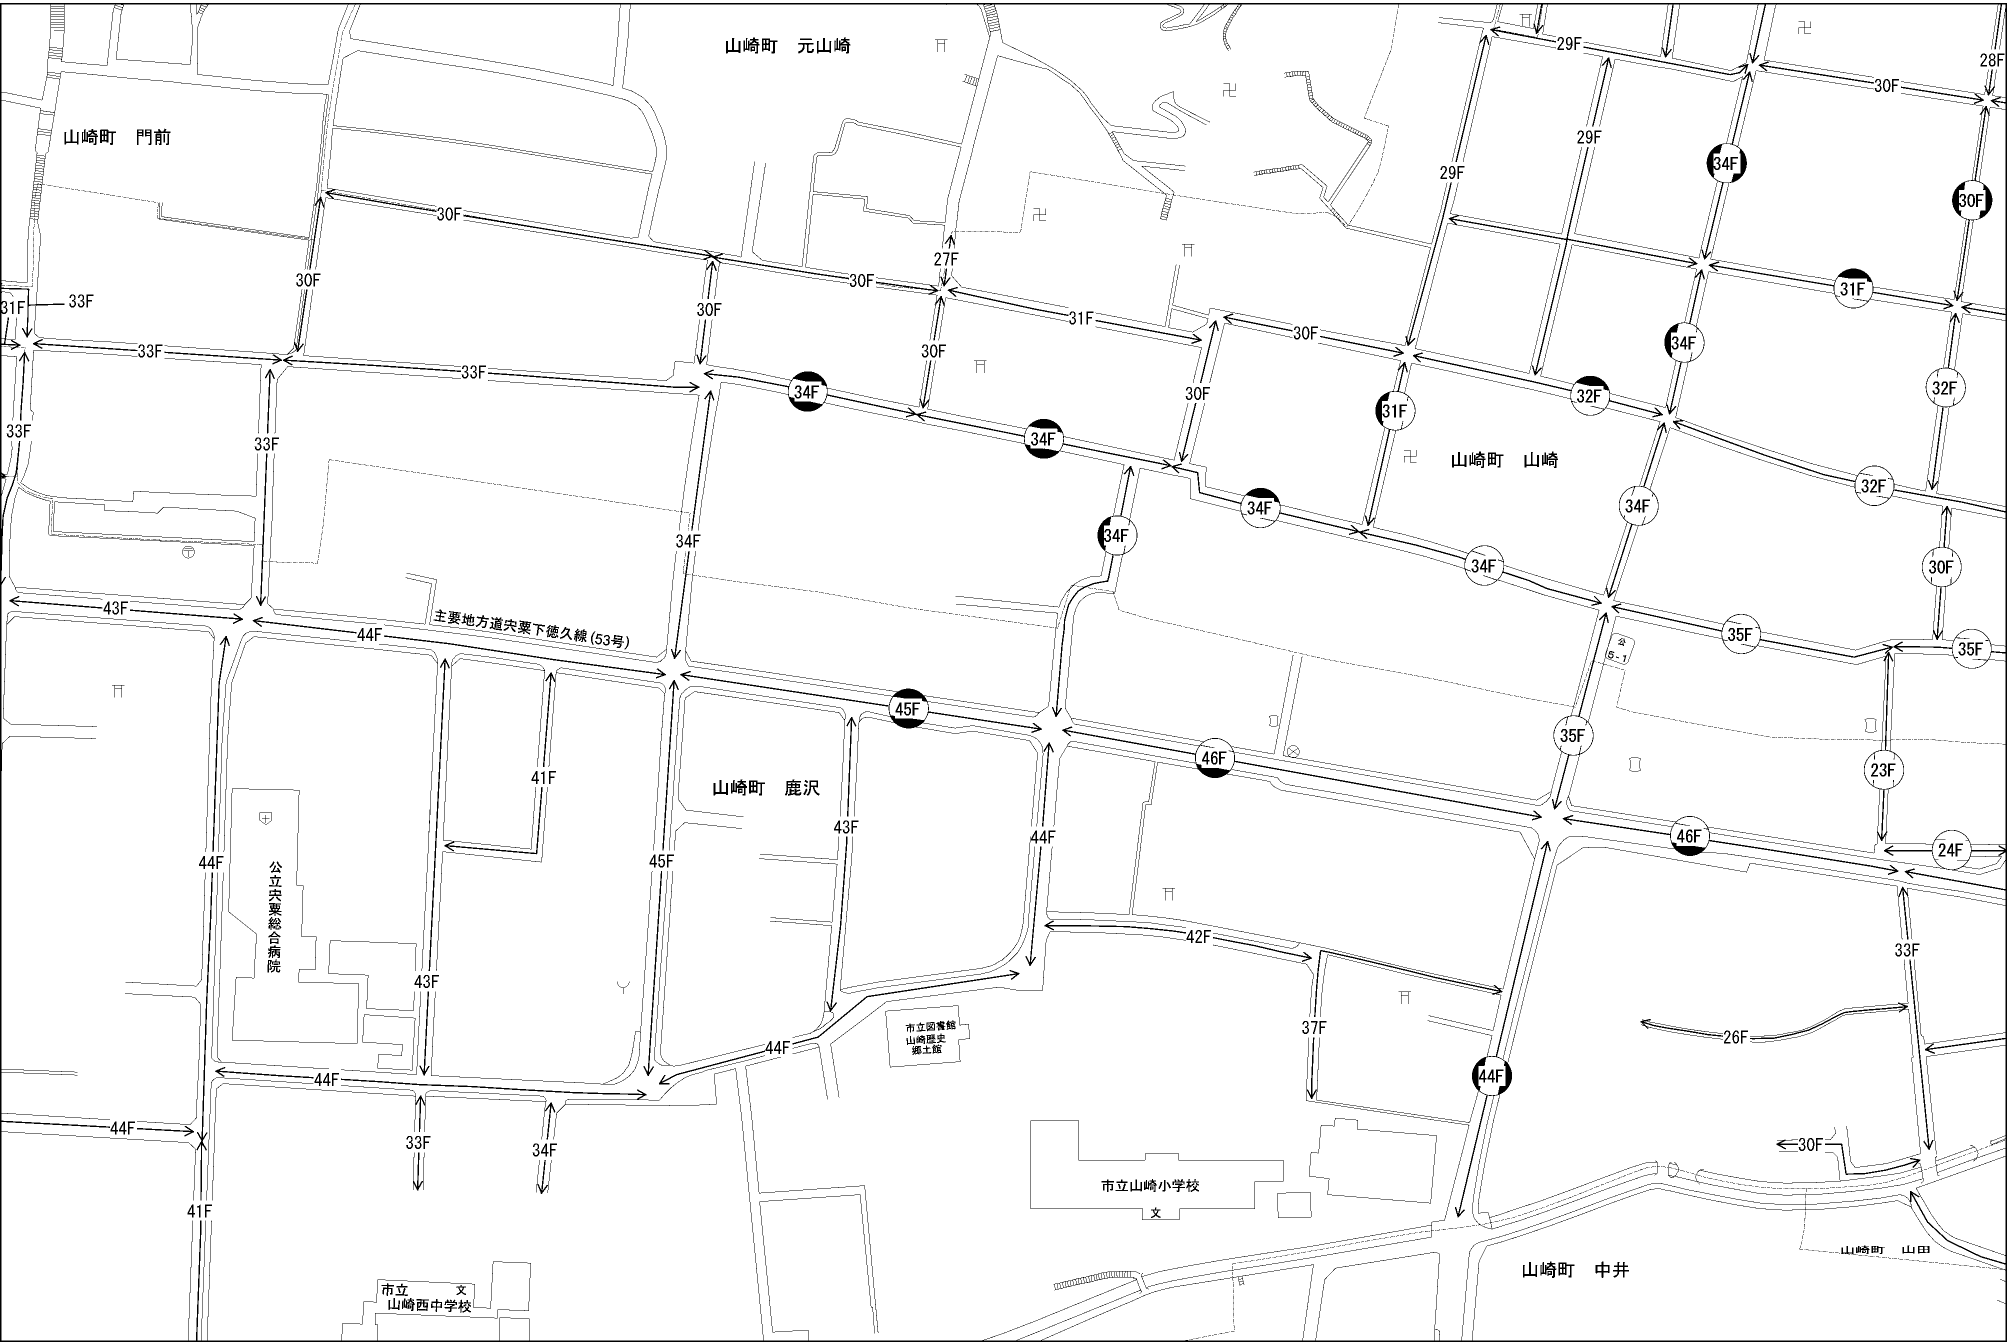 山崎町　元山崎
29F
28F
30F
山崎町　門前
29F
34F
29F
30F
30F
27F
30F
30F
31F
33F
31F
30F
31F
30F
34F
33F
30F
33F
34F
30F
30F
32F
32F
31F
33F
33F
34F
34F
山崎町　山崎
32F
34F
34F
34F
34F
34F
30F
43F
44F
主要地方道宍粟下徳久線(53号)
35F
公
5-1
35F
45F
35F
46F
23F
41F
山崎町　鹿沢
43F
44F
46F
24F
44F
45F
公立宍粟総合病院
42F
33F
43F
37F
26F
市立図書館
山崎歴史
郷土館
44F
44F
44F
44F
33F
34F
30F
市立山崎小学校
文
41F
山崎町　山田
山崎町　中井
市立
文
山崎西中学校